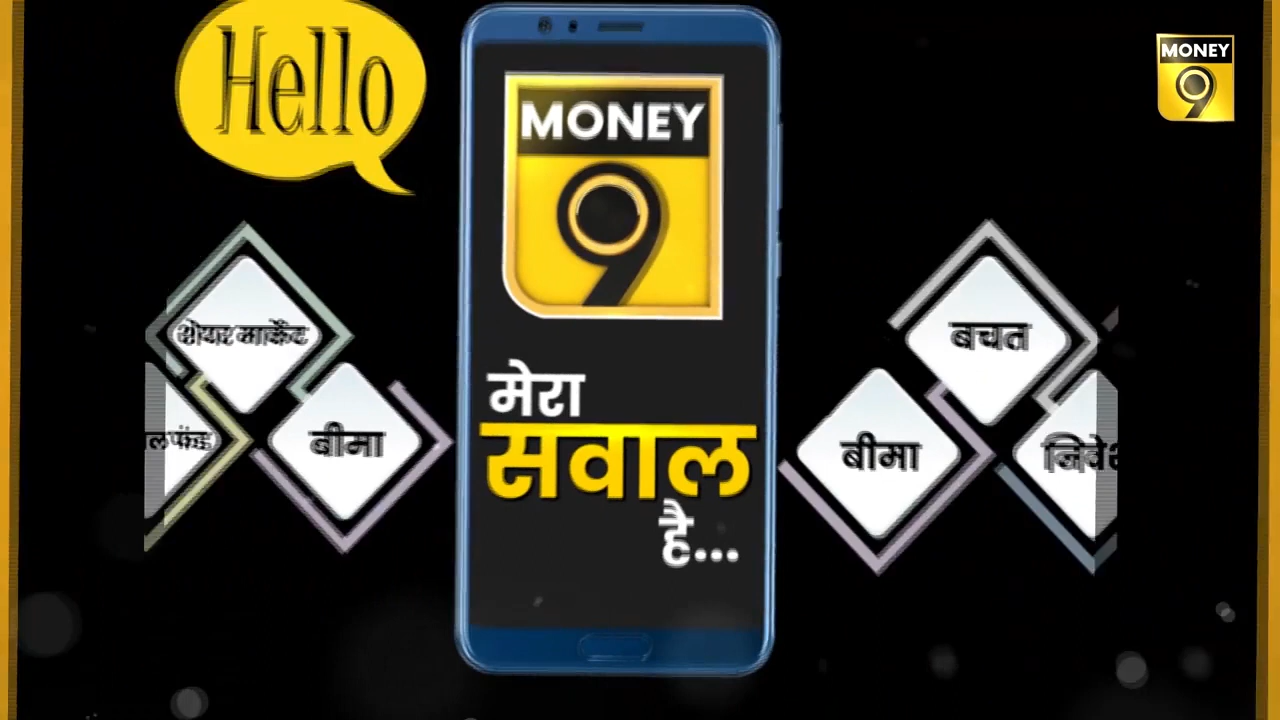 Hello
MONEY
9
MONEY
9
शेयर मार्केट
बीमा
मेरा
सवाल
है...
बचत
बीमा